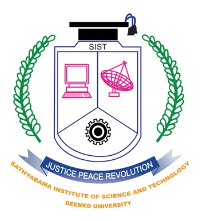 SIST
JUSTICE PEACE REVOLUTION
SATHYABAMA INSTITUTE OF SCIENCE AND TECHNOLOGY
DEEMED UNIVERSITY